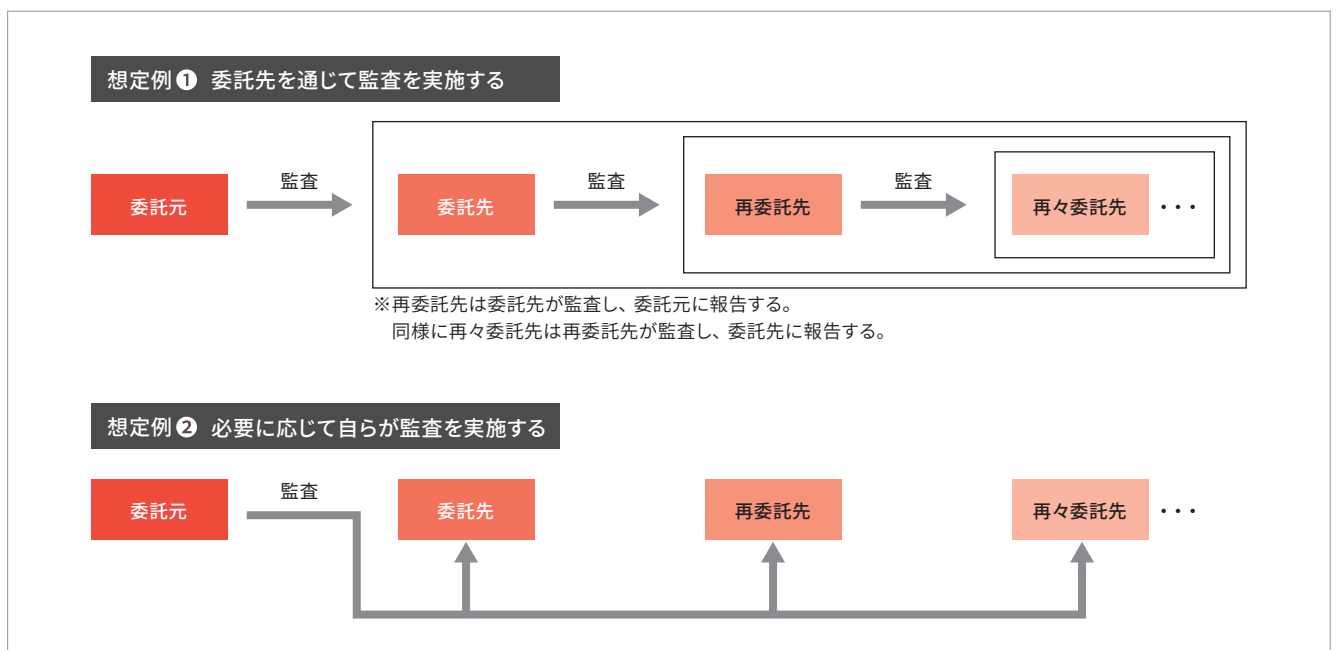 想定例❶ 委託先を通じて監査を実施する
委託元
監査
委託先
監査
再委託先
監査
再々委託先
・・・
※再委託先は委託先が監査し、委託元に報告する。
同様に再々委託先は再委託先が監査し、委託先に報告する。
想定例❷ 必要に応じて自らが監査を実施する
委託元
監査
委託先
再委託先
再々委託先
・・・